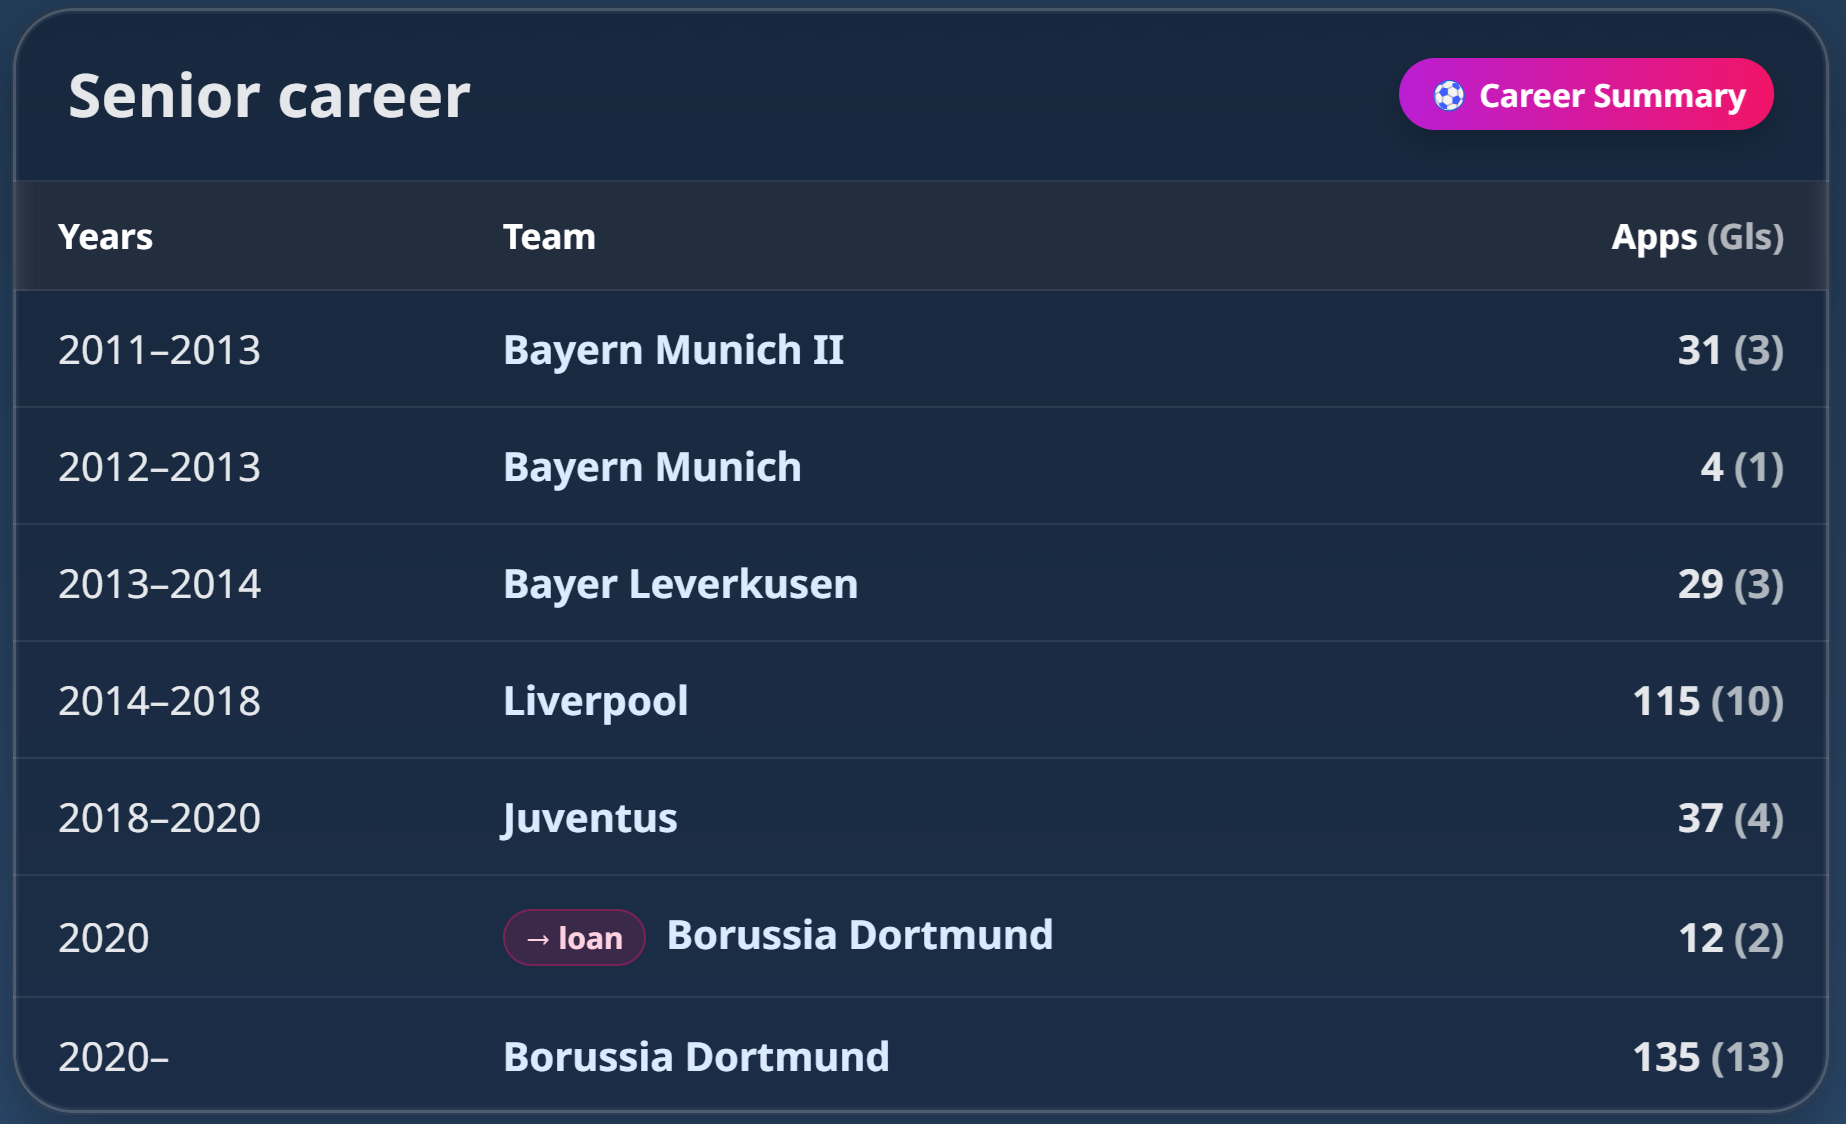 Senior career
⚽ Career Summary
Years Team Apps (Gls)
2011–2013 Bayern Munich II 31 (3)
2012–2013 Bayern Munich 4 (1)
2013–2014 Bayer Leverkusen 29 (3)
2014–2018 Liverpool 115 (10)
2018–2020 Juventus 37 (4)
2020 → loan Borussia Dortmund 12 (2)
2020– Borussia Dortmund 135 (13)